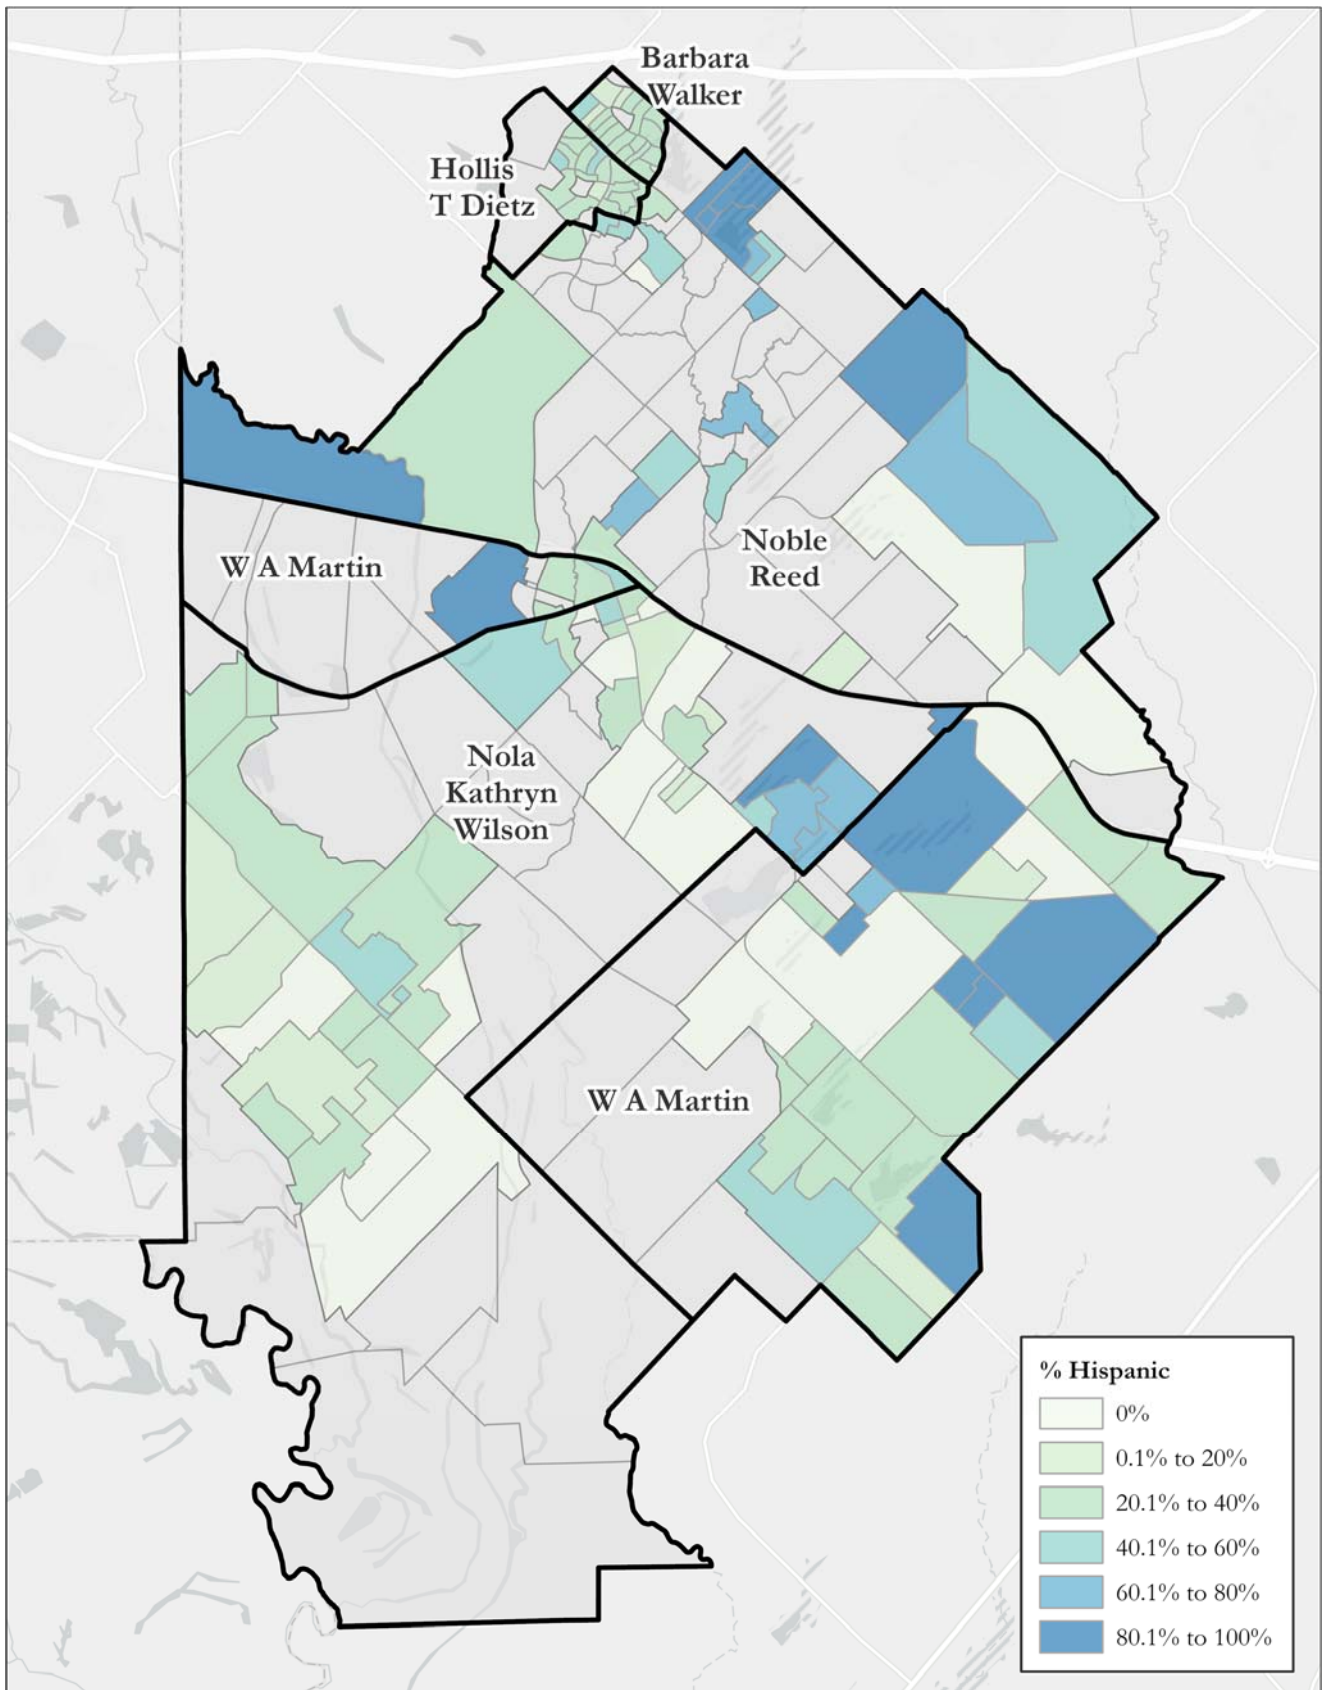 Barbara
Walker
Hollis
T Dietz
W A Martin
Noble
Reed
Nola
Kathryn
Wilson
W A Martin
% Hispanic
0%
0.1% to 20%
20.1% to 40%
40.1% to 60%
60.1% to 80%
80.1% to 100%